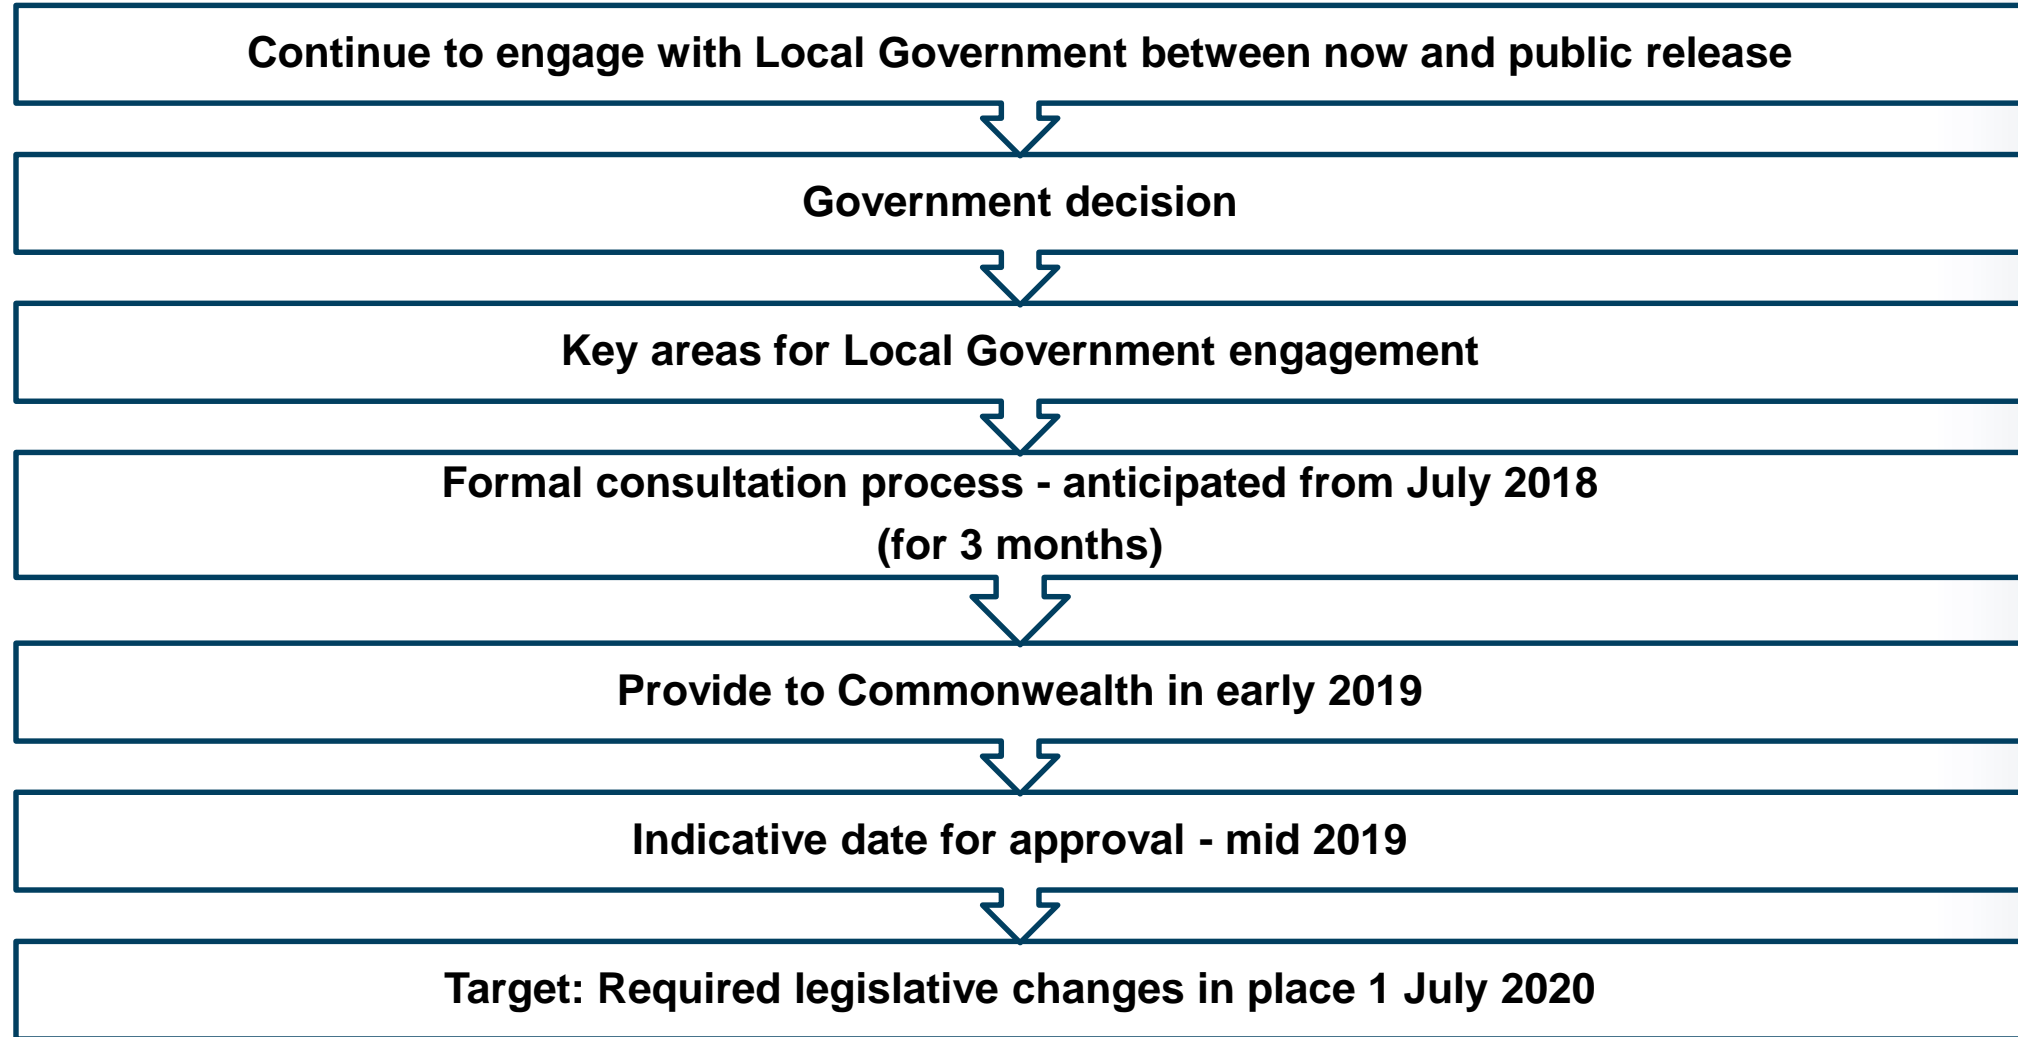 Continue to engage with Local Government between now and public release
Government decision
Key areas for Local Government engagement
Formal consultation process - anticipated from July 2018
(for 3 months)
Provide to Commonwealth in early 2019
Indicative date for approval - mid 2019
Target: Required legislative changes in place 1 July 2020